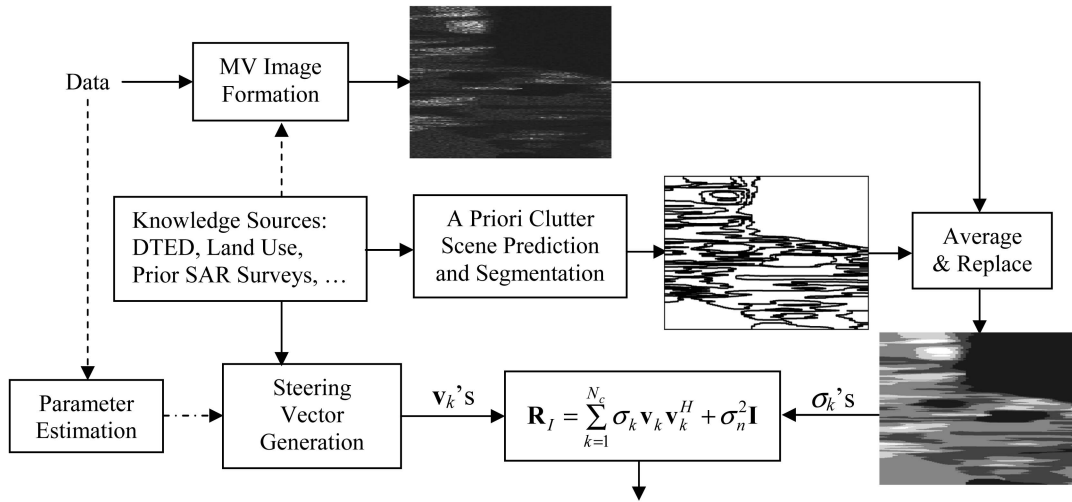 Data
MV Image
Formation
Knowledge Sources:
DTED, Land Use,
Prior SAR Surveys, …
A Priori Clutter
Scene Prediction
and Segmentation
Average
& Replace
Parameter
Estimation
Steering
Vector
Generation
v_k's
R_I = \sum_{k=1}^{N_c} σ_k v_k v_k^H + σ_n^2 I
σ_k's